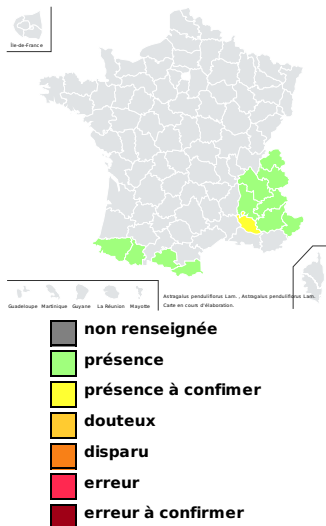 Île-de-France
Guadeloupe Martinique Guyane La Réunion Mayotte
Astragalus penduliflorus Lam. , Astragalus penduliflorus Lam.
Carte en cours d'élaboration.
non renseignée
présence
présence à confimer
douteux
disparu
erreur
erreur à confirmer